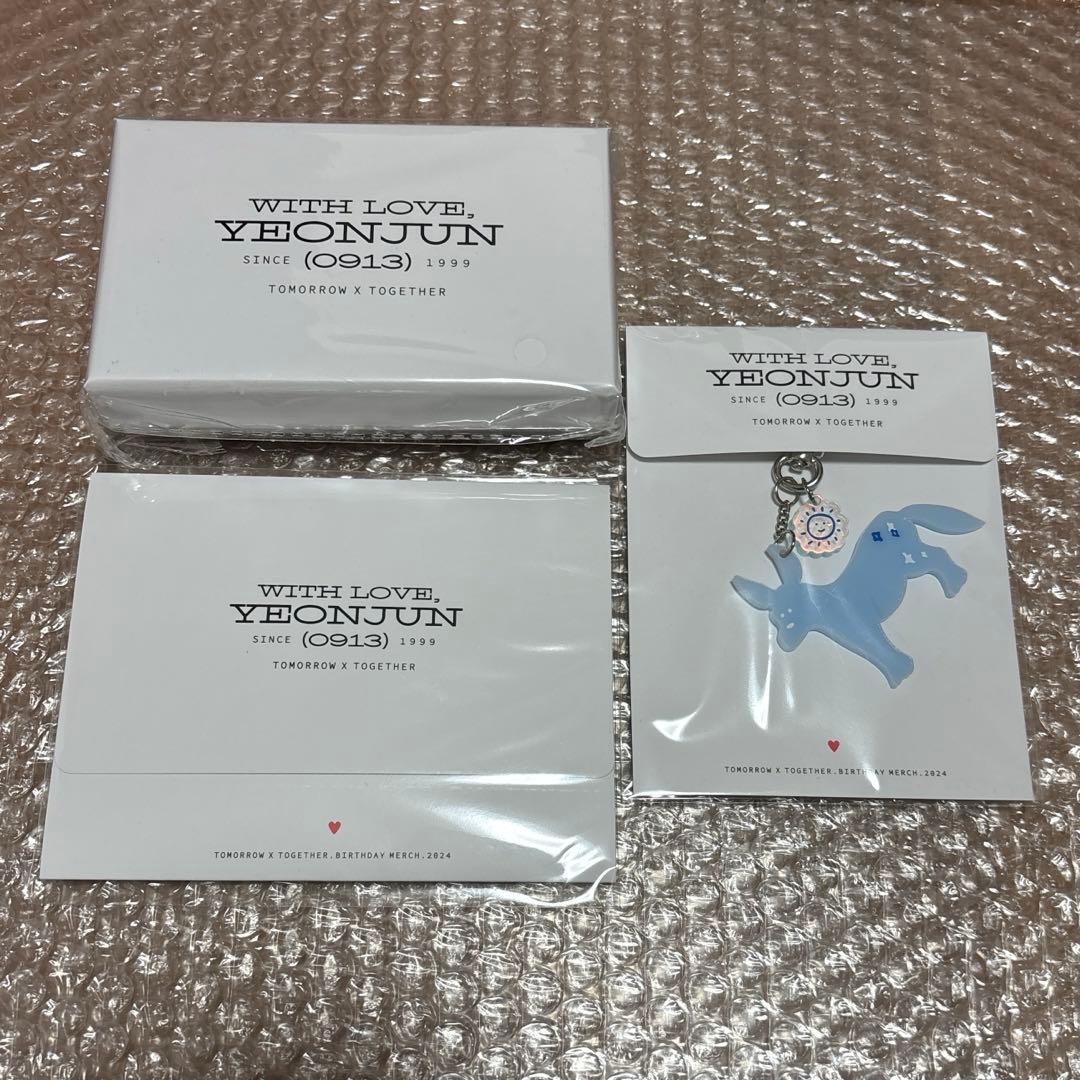 WITH LOVE,
YEONJUN
SINCE (0913) 1999
TOMORROW X TOGETHER
WITH LOVE,
YEONJUN
SINCE (0913) 1999
TOMORROW X TOGETHER
TOMORROW X TOGETHER.BIRTHDAY MERCH.2024
WITH LOVE,
YEONJUN
SINCE (0913) 1999
TOMORROW X TOGETHER
TOMORROW X TOGETHER.BIRTHDAY MERCH.2024